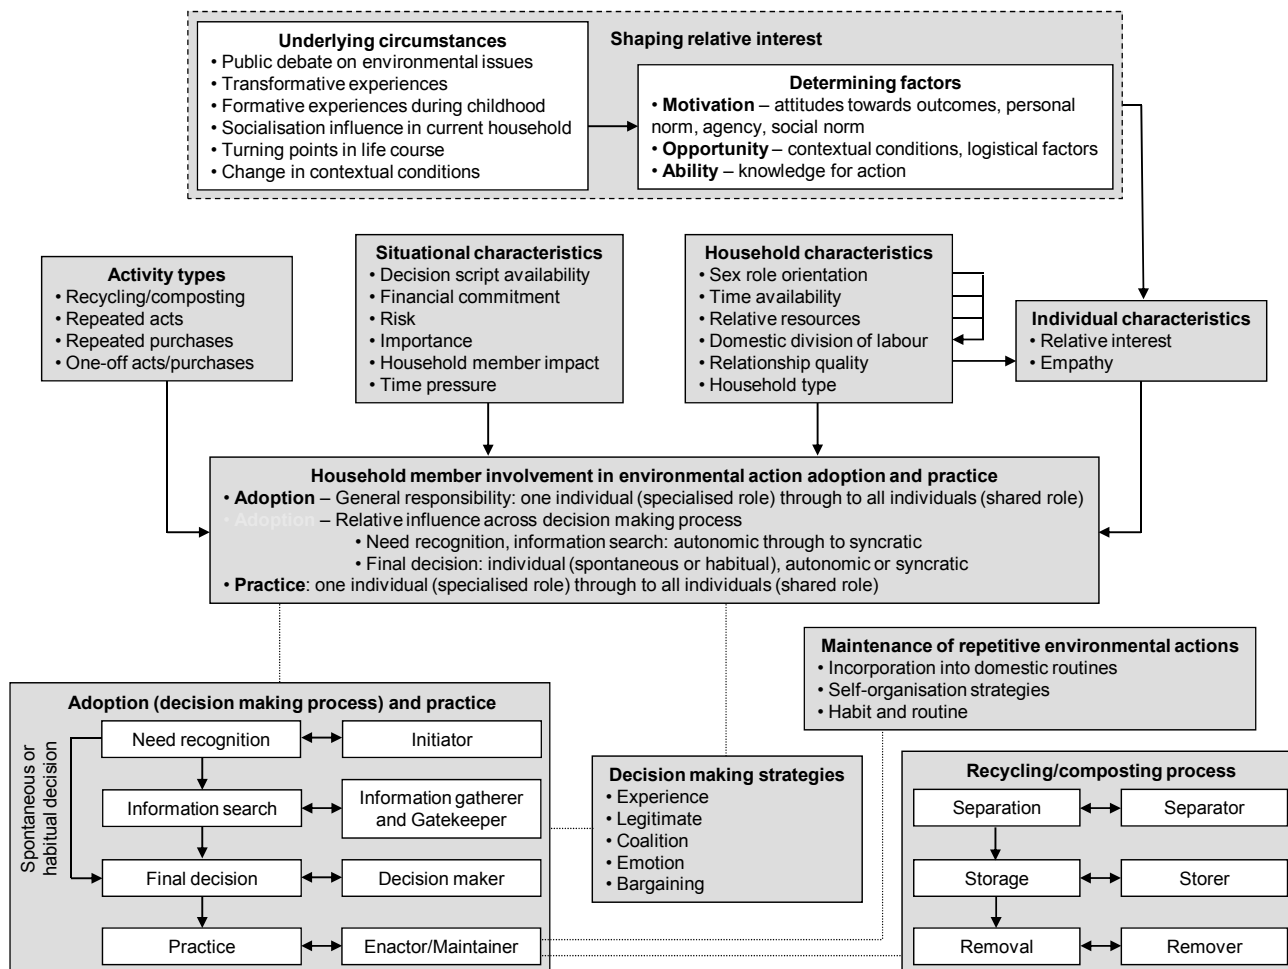 Underlying circumstances
• Public debate on environmental issues
• Transformative experiences
• Formative experiences during childhood
• Socialisation influence in current household
• Turning points in life course
• Change in contextual conditions
Shaping relative interest
Determining factors
• Motivation – attitudes towards outcomes, personal
norm, agency, social norm
• Opportunity – contextual conditions, logistical factors
• Ability – knowledge for action
Activity types
• Recycling/composting
• Repeated acts
• Repeated purchases
• One-off acts/purchases
Situational characteristics
• Decision script availability
• Financial commitment
• Risk
• Importance
• Household member impact
• Time pressure
Household characteristics
• Sex role orientation
• Time availability
• Relative resources
• Domestic division of labour
• Relationship quality
• Household type
Individual characteristics
• Relative interest
• Empathy
Household member involvement in environmental action adoption and practice
• Adoption – General responsibility: one individual (specialised role) through to all individuals (shared role)
• Adoption – Relative influence across decision making process
• Need recognition, information search: autonomic through to syncratic
• Final decision: individual (spontaneous or habitual), autonomic or syncratic
• Practice: one individual (specialised role) through to all individuals (shared role)
Maintenance of repetitive environmental actions
• Incorporation into domestic routines
• Self-organisation strategies
• Habit and routine
Adoption (decision making process) and practice
Spontaneous or
habitual decision
Need recognition
Initiator
Information search
Information gatherer
and Gatekeeper
Final decision
Decision maker
Practice
Enactor/Maintainer
Decision making strategies
• Experience
• Legitimate
• Coalition
• Emotion
• Bargaining
Recycling/composting process
Separation
Separator
Storage
Storer
Removal
Remover